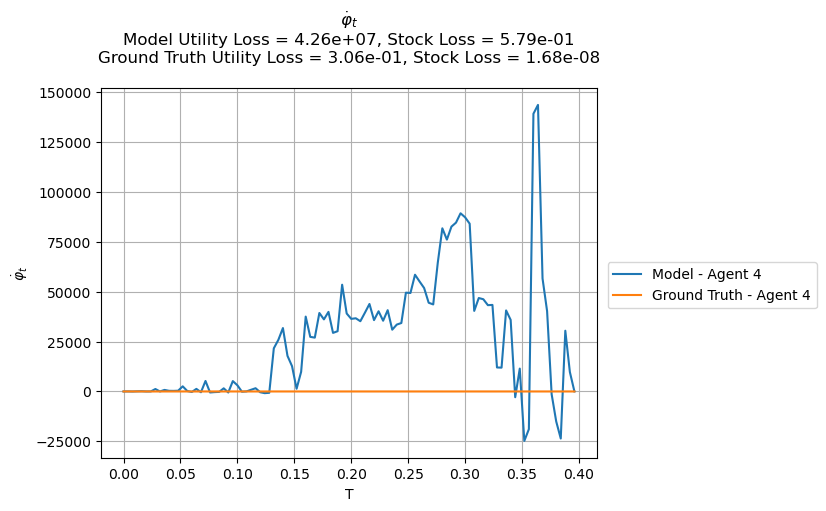 φ̇ₜ
Model Utility Loss = 4.26e+07, Stock Loss = 5.79e-01
Ground Truth Utility Loss = 3.06e-01, Stock Loss = 1.68e-08
150000
125000
100000
75000
50000
25000
0
−25000
φ̇ₜ
0.00 0.05 0.10 0.15 0.20 0.25 0.30 0.35 0.40
T
Model - Agent 4
Ground Truth - Agent 4